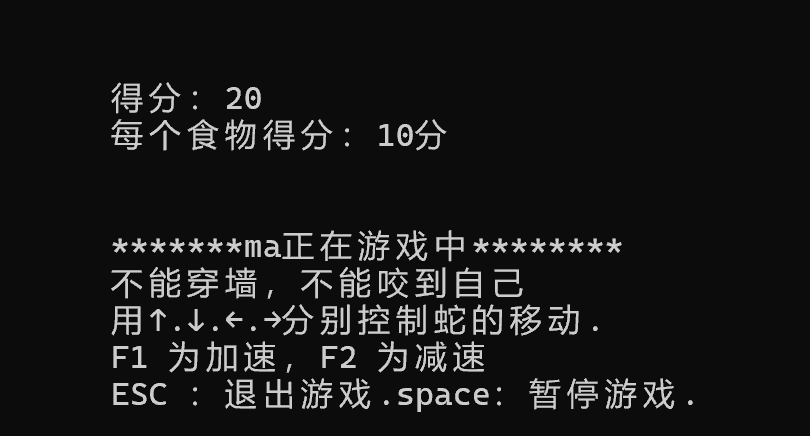 得分：20
每个食物得分：10分
*******ma正在游戏中********
不能穿墙，不能咬到自己
用↑.↓.←.→分别控制蛇的移动.
F1 为加速，F2 为减速
ESC ：退出游戏.space：暂停游戏.